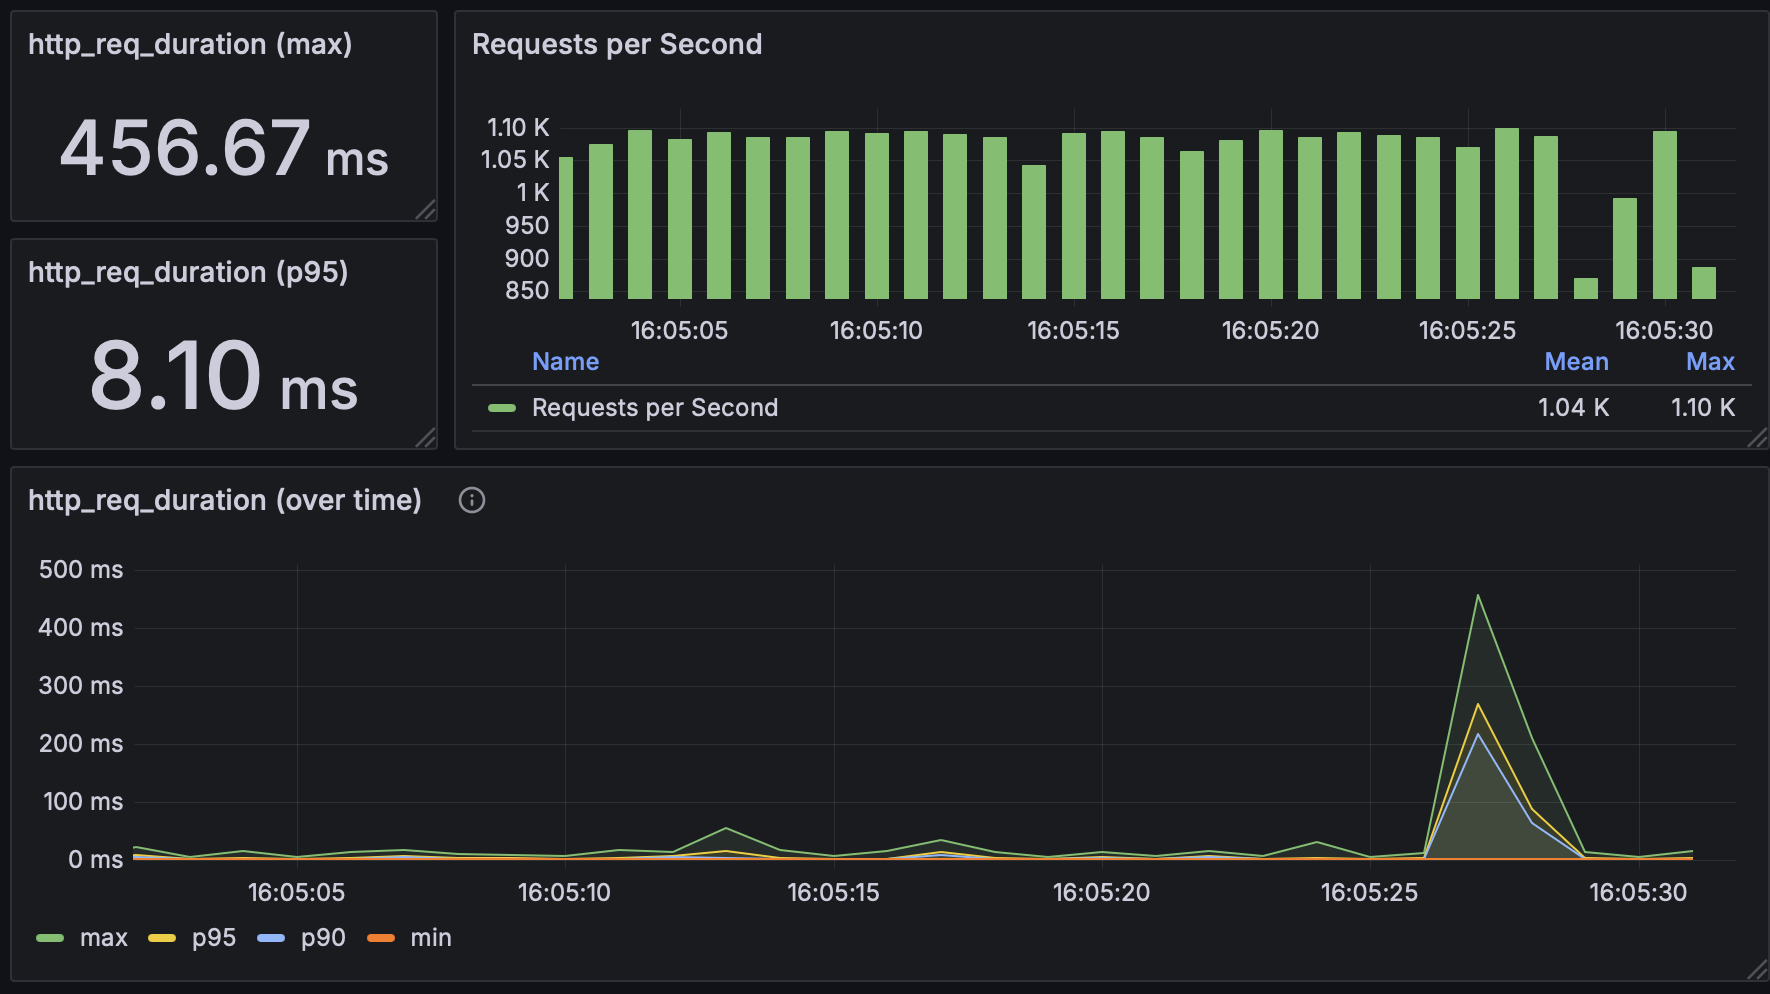 http_req_duration (max)
456.67 ms
http_req_duration (p95)
8.10 ms
Requests per Second
1.10 K
1.05 K
1 K
950
900
850
16:05:05 16:05:10 16:05:15 16:05:20 16:05:25 16:05:30
Name Mean Max
Requests per Second 1.04 K 1.10 K
http_req_duration (over time)
500 ms
400 ms
300 ms
200 ms
100 ms
0 ms
16:05:05 16:05:10 16:05:15 16:05:20 16:05:25 16:05:30
max p95 p90 min